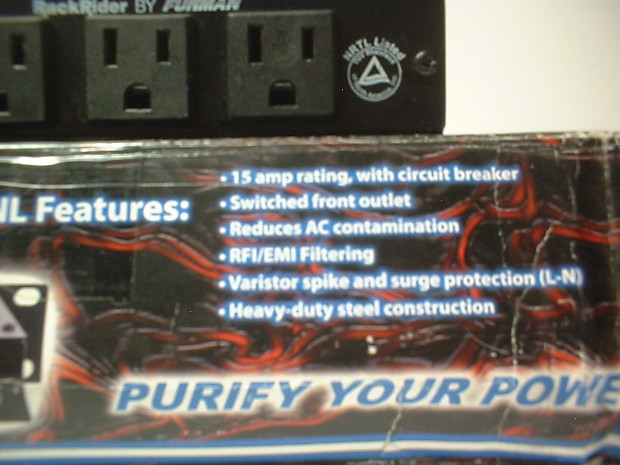 RackRider BY FURMAN
NRTL Listed
NL Features:
• 15 amp rating, with circuit breaker
• Switched front outlet
• Reduces AC contamination
• RFI/EMI Filtering
• Varistor spike and surge protection (L-N)
• Heavy-duty steel construction
PURIFY YOUR POWE